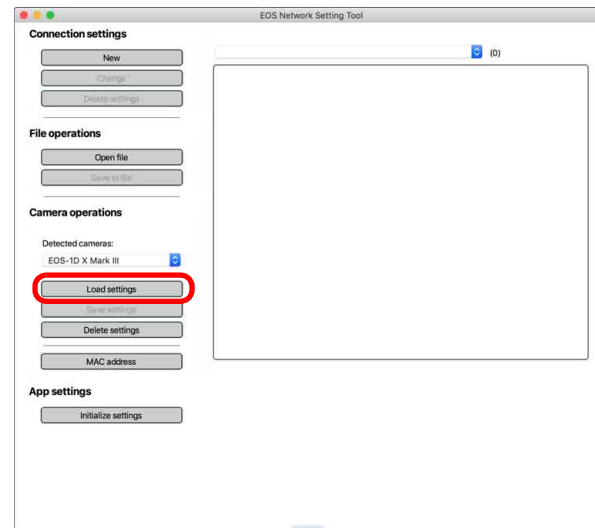 EOS Network Setting Tool
Connection settings
New
Change
Delete settings
File operations
Open file
Save to file
Camera operations
Detected cameras:
EOS-1D X Mark III
Load settings
Save settings
Delete settings
MAC address
App settings
Initialize settings
(0)